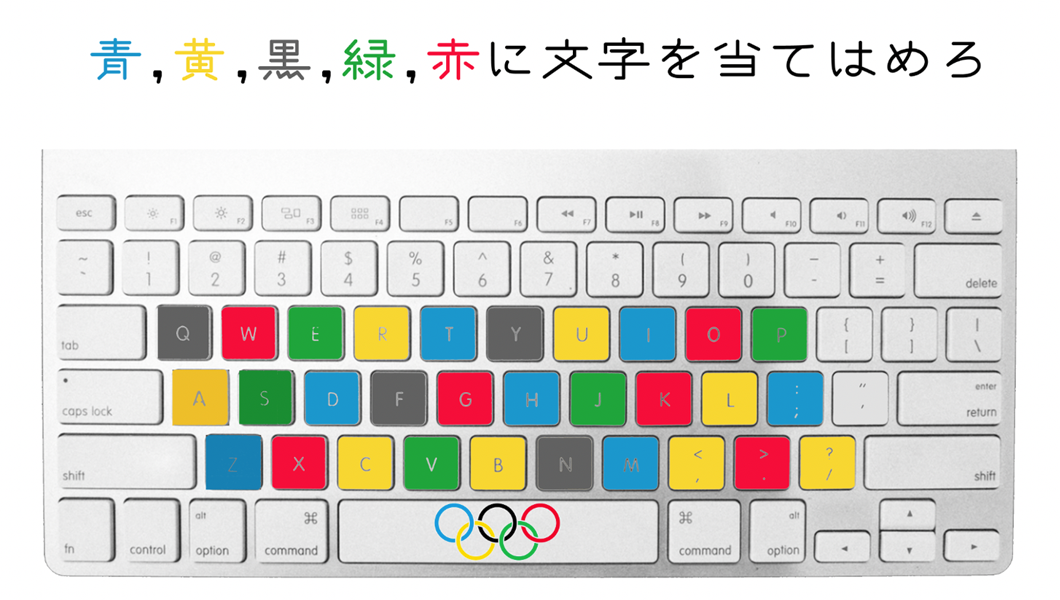 青,黄,黒,緑,赤に文字を当てはめろ
esc F1 F2 F3 F4 F5 F6 F7 F8 F9 F10 F11 F12
~ ! @ # $ % ^ & * ( ) – +
` 1 2 3 4 5 6 7 8 9 0 - = delete
tab Q W E R T Y U I O P { [ } ] | \
caps lock A S D F G H J K L : ; " , enter return
shift Z X C V B N M < , > . ? / shift
fn control alt option ⌘ command ⌘ command alt option